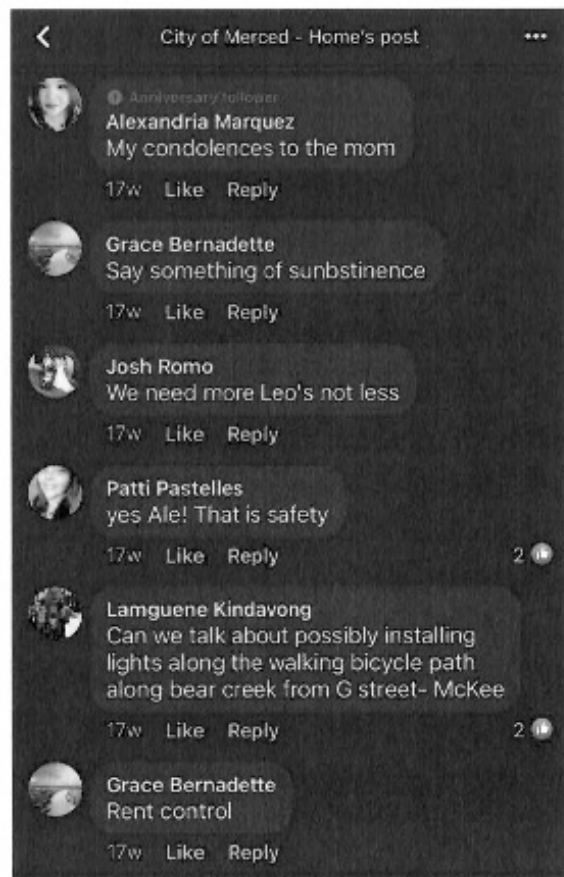 City of Merced - Home's post
Anniversary follower
Alexandria Marquez
My condolences to the mom
17w Like Reply
Grace Bernadette
Say something of sunbstinence
17w Like Reply
Josh Romo
We need more Leo's not less
17w Like Reply
Patti Pastelles
yes Ale! That is safety
17w Like Reply 2
Lamguene Kindavong
Can we talk about possibly installing
lights along the walking bicycle path
along bear creek from G street- McKee
17w Like Reply 2
Grace Bernadette
Rent control
17w Like Reply